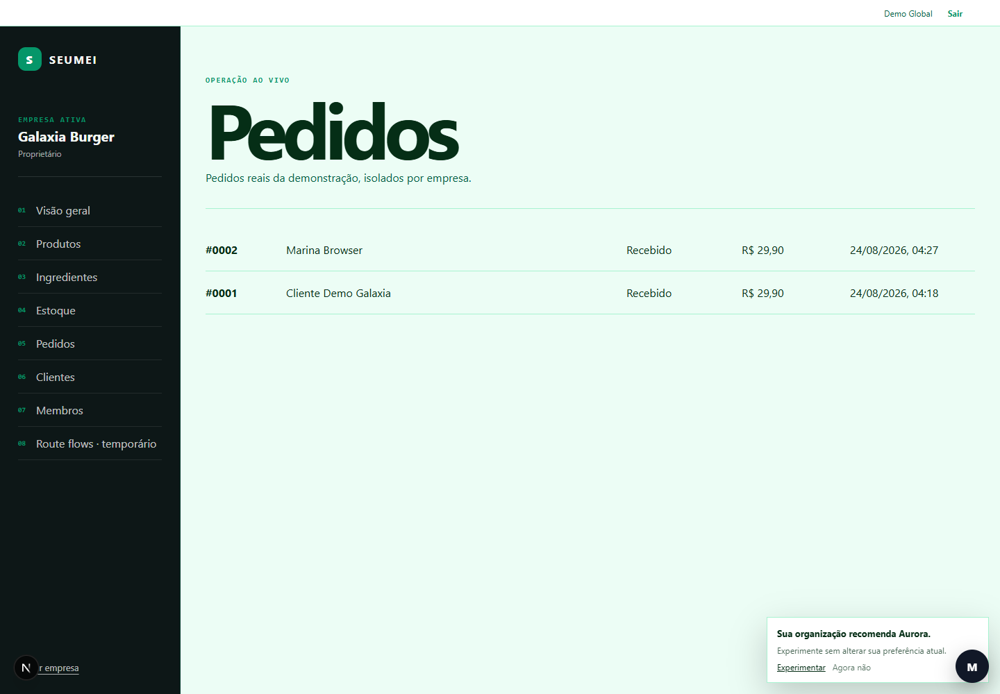 Demo Global Sair
S SEUMEI
EMPRESA ATIVA
Galaxia Burger
Proprietário
01 Visão geral
02 Produtos
03 Ingredientes
04 Estoque
05 Pedidos
06 Clientes
07 Membros
08 Route flows · temporário
N r empresa
OPERAÇÃO AO VIVO
Pedidos
Pedidos reais da demonstração, isolados por empresa.
#0002 Marina Browser Recebido R$ 29,90 24/08/2026, 04:27
#0001 Cliente Demo Galaxia Recebido R$ 29,90 24/08/2026, 04:18
Sua organização recomenda Aurora.
Experimente sem alterar sua preferência atual.
Experimentar Agora não
M